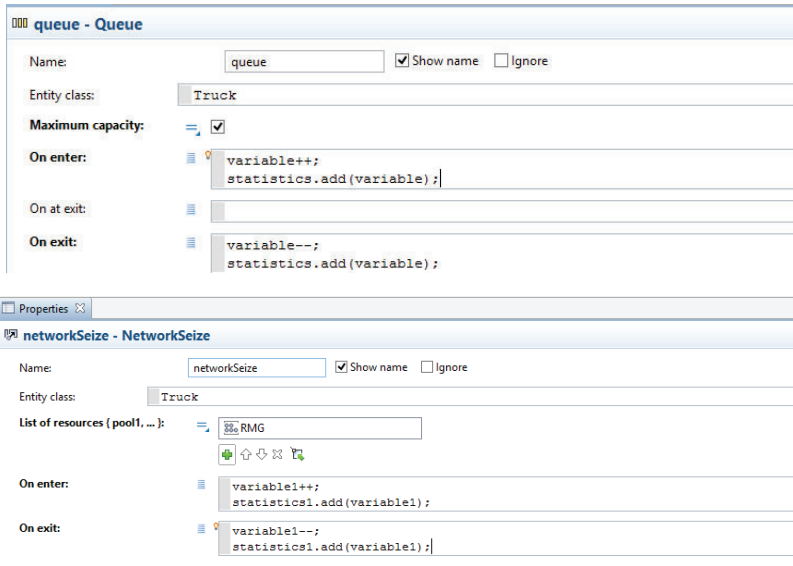 queue - Queue
Name: queue Show name Ignore
Entity class: Truck
Maximum capacity: =
On enter: variable++;
statistics.add(variable);
On at exit:
On exit: variable--;
statistics.add(variable);
Properties
networkSeize - NetworkSeize
Name: networkSeize Show name Ignore
Entity class: Truck
List of resources { pool1, ... }: = RMG
On enter: variable1++;
statistics1.add(variable1);
On exit: variable1--;
statistics1.add(variable1);